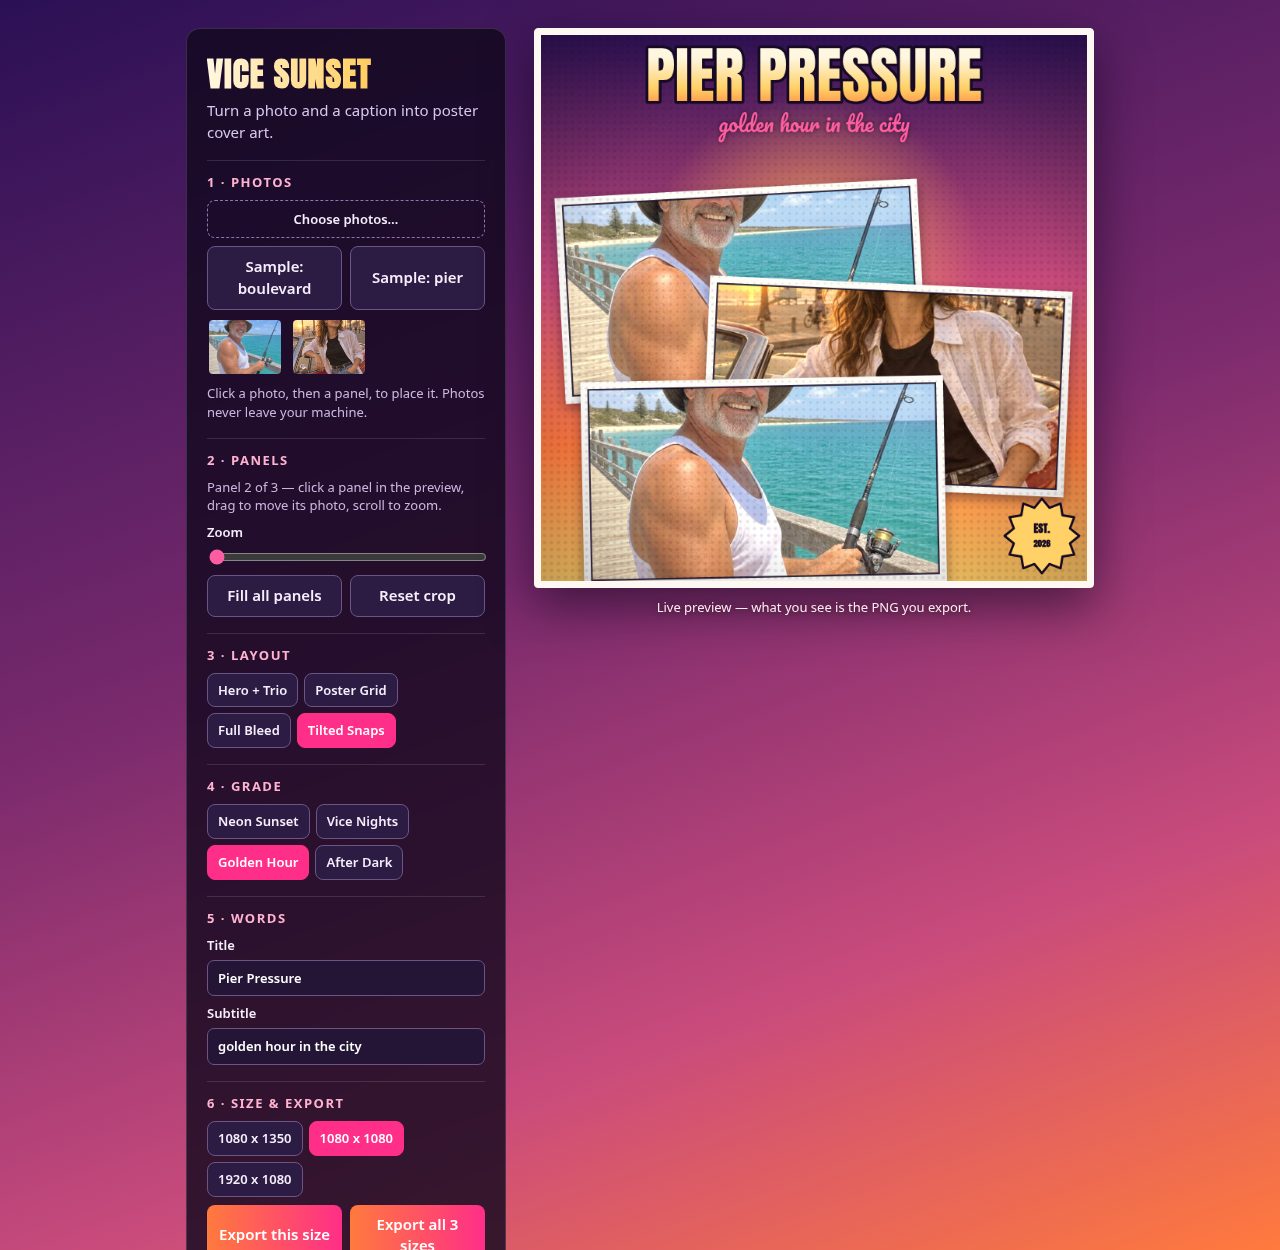 VICE SUNSET
Turn a photo and a caption into poster
cover art.
1 · PHOTOS
Choose photos…
Sample:
boulevard
Sample: pier
Click a photo, then a panel, to place it. Photos
never leave your machine.
2 · PANELS
Panel 2 of 3 — click a panel in the preview,
drag to move its photo, scroll to zoom.
Zoom
Fill all panels
Reset crop
3 · LAYOUT
Hero + Trio
Poster Grid
Full Bleed
Tilted Snaps
4 · GRADE
Neon Sunset
Vice Nights
Golden Hour
After Dark
5 · WORDS
Title
Pier Pressure
Subtitle
golden hour in the city
6 · SIZE & EXPORT
1080 x 1350
1080 x 1080
1920 x 1080
Export this size
Export all 3
sizes
PIER PRESSURE
golden hour in the city
EST.
2026
Live preview — what you see is the PNG you export.